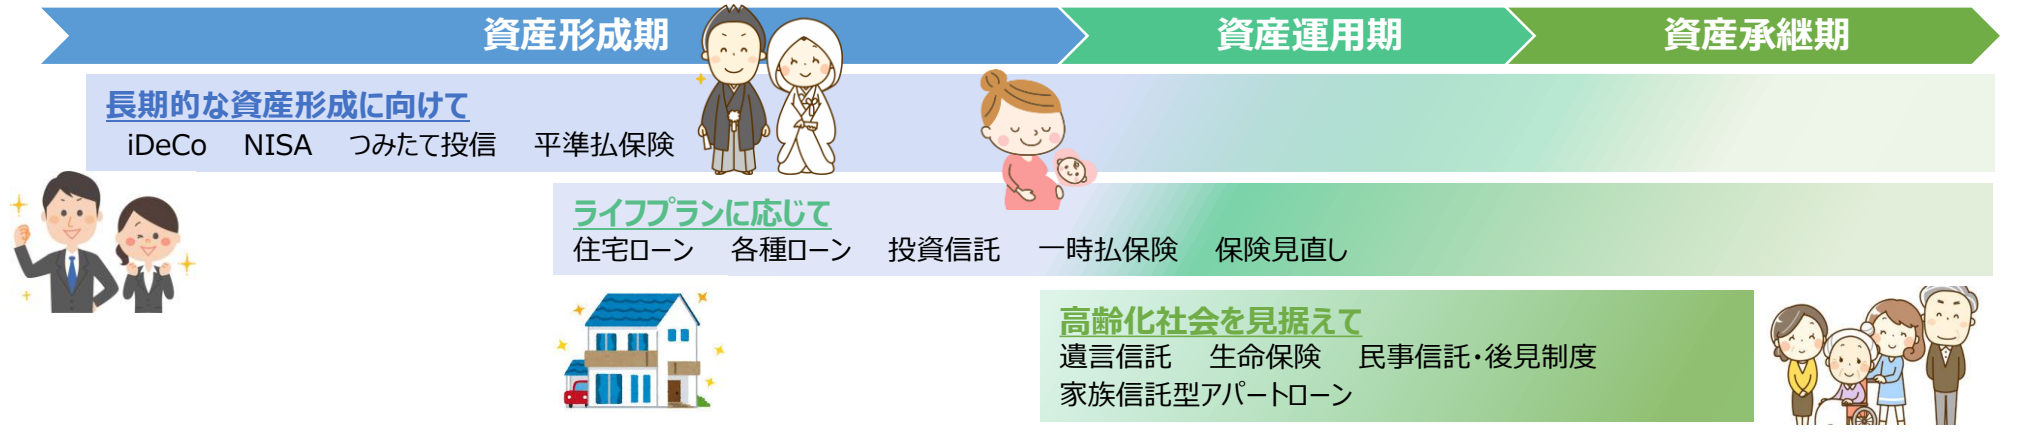 資産形成期 資産運用期 資産承継期
長期的な資産形成に向けて
iDeCo NISA つみたて投信 平準払保険
ライフプランに応じて
住宅ローン 各種ローン 投資信託 一時払保険 保険見直し
高齢化社会を見据えて
遺言信託 生命保険 民事信託・後見制度
家族信託型アパートローン